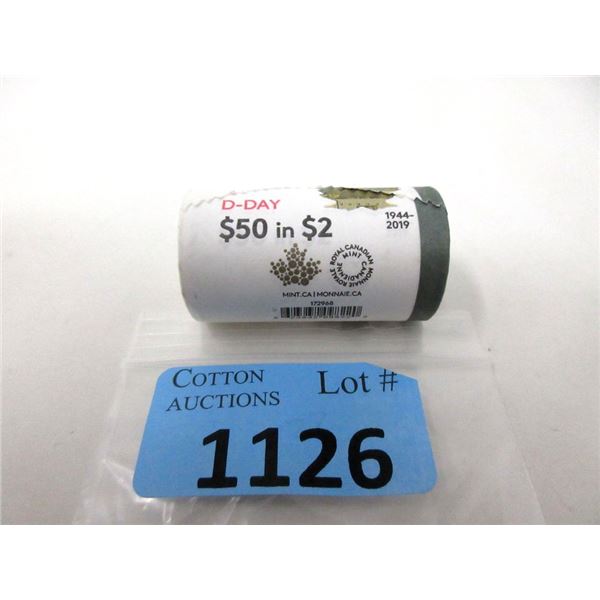 D-DAY
$50 in $2
1944-
2019
ROYAL CANADIAN MINT
MONNAIE ROYALE CANADIENNE
MINT.CA | MONNAIE.CA
172968
COTTON
AUCTIONS
Lot #
1126